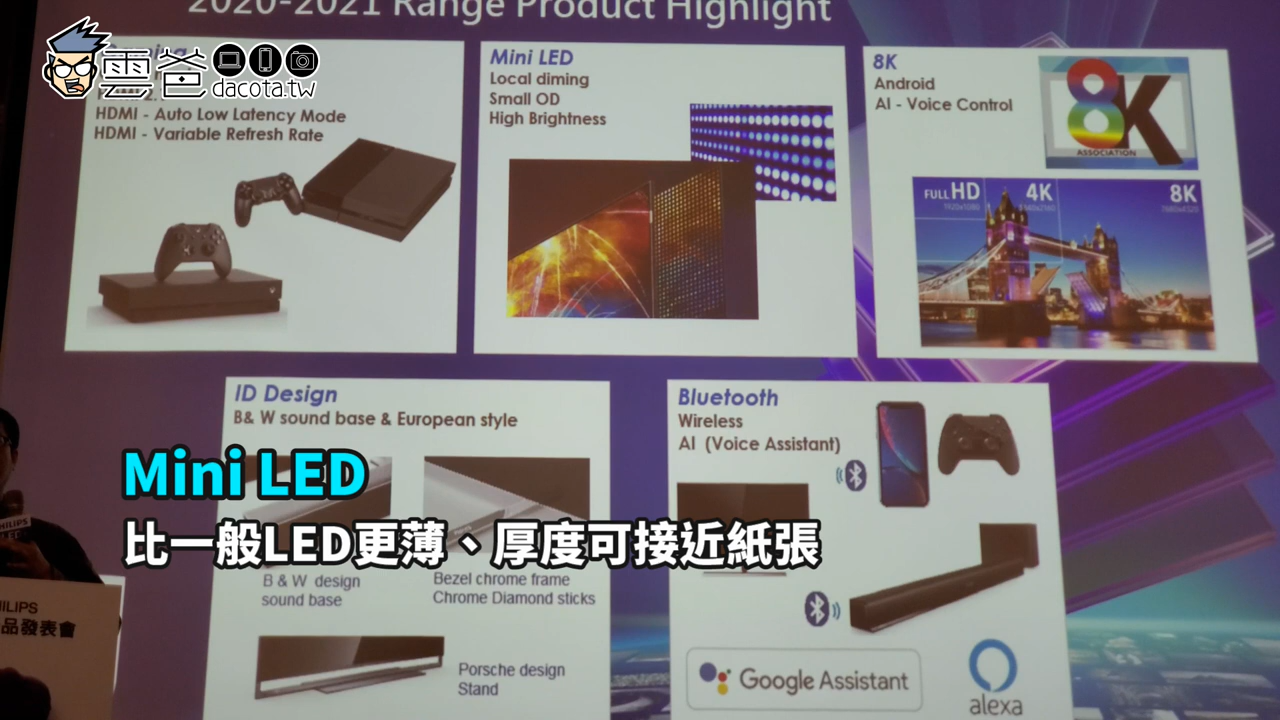 2020-2021 Range Product Highlight
雲爸
dacota.tw
HDMI - Auto Low Latency Mode
HDMI - Variable Refresh Rate
Mini LED
Local diming
Small OD
High Brightness
8K
Android
AI - Voice Control
8K
ASSOCIATION
FULL HD
4K
8K
ID Design
B& W sound base & European style
B & W design
sound base
Bezel chrome frame
Chrome Diamond sticks
Porsche design
Stand
Bluetooth
Wireless
AI (Voice Assistant)
Google Assistant
alexa
Mini LED
比一般LED更薄、厚度可接近紙張
PHILIPS
品發表會